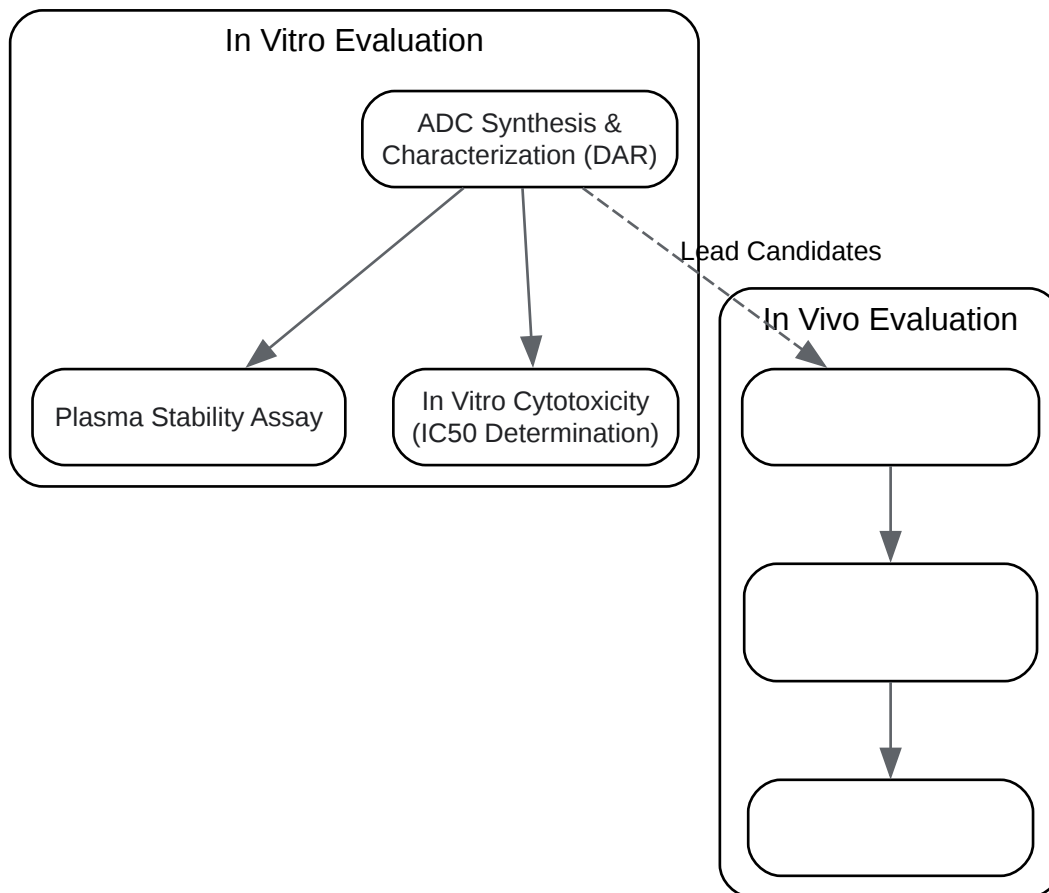 In Vitro Evaluation
ADC Synthesis &
Characterization (DAR)
Lead Candidates
In Vivo Evaluation
Plasma Stability Assay
In Vitro Cytotoxicity
(IC50 Determination)